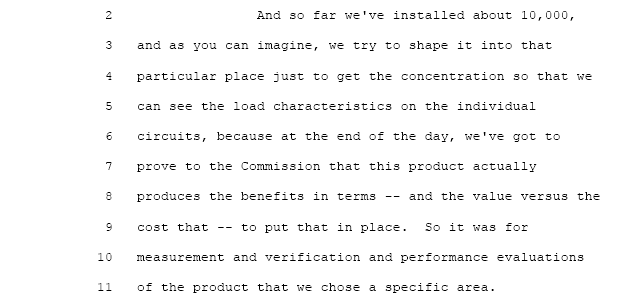 2 And so far we've installed about 10,000,
3 and as you can imagine, we try to shape it into that
4 particular place just to get the concentration so that we
5 can see the load characteristics on the individual
6 circuits, because at the end of the day, we've got to
7 prove to the Commission that this product actually
8 produces the benefits in terms -- and the value versus the
9 cost that -- to put that in place.  So it was for
10 measurement and verification and performance evaluations
11 of the product that we chose a specific area.